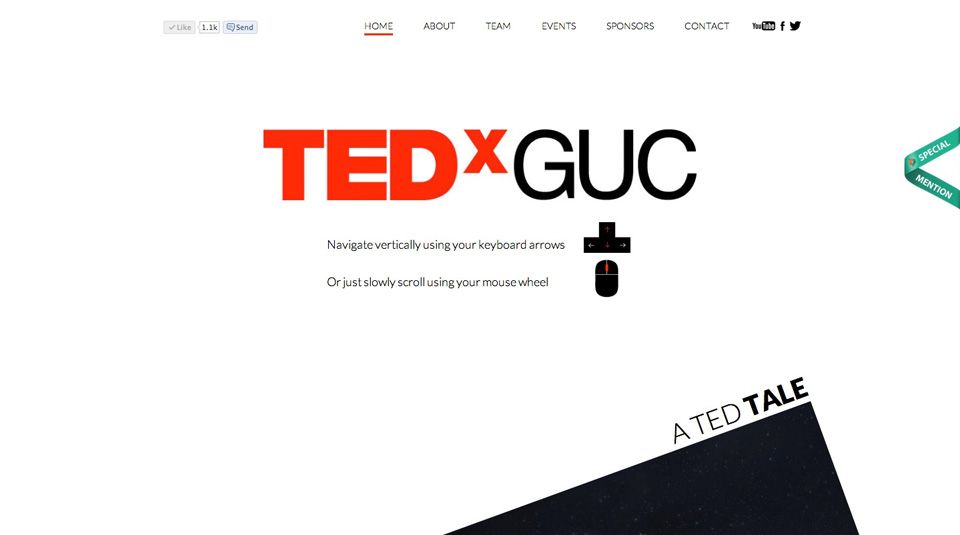 Like 1.1k Send
HOME ABOUT TEAM EVENTS SPONSORS CONTACT YouTube
TEDxGUC
SPECIAL
MENTION
Navigate vertically using your keyboard arrows
Or just slowly scroll using your mouse wheel
A TED TALE